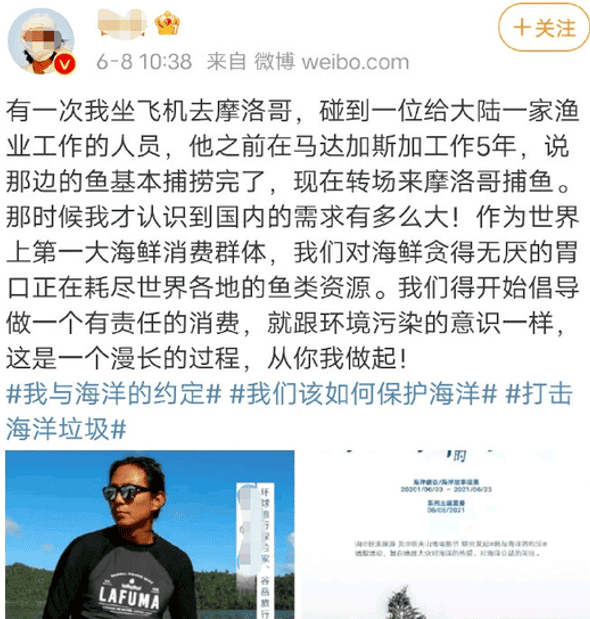 +关注
6-8 10:38 来自 微博 weibo.com
有一次我坐飞机去摩洛哥，碰到一位给大陆一家渔
业工作的人员，他之前在马达加斯加工作5年，说
那边的鱼基本捕捞完了，现在转场来摩洛哥捕鱼。
那时候我才认识到国内的需求有多么大！作为世界
上第一大海鲜消费群体，我们对海鲜贪得无厌的胃
口正在耗尽世界各地的鱼类资源。我们得开始倡导
做一个有责任的消费，就跟环境污染的意识一样，
这是一个漫长的过程，从你我做起！
#我与海洋的约定# #我们该如何保护海洋# #打击
海洋垃圾#
LAFUMA
环球旅行探险家、谷岳旅行
时
08/06/2021